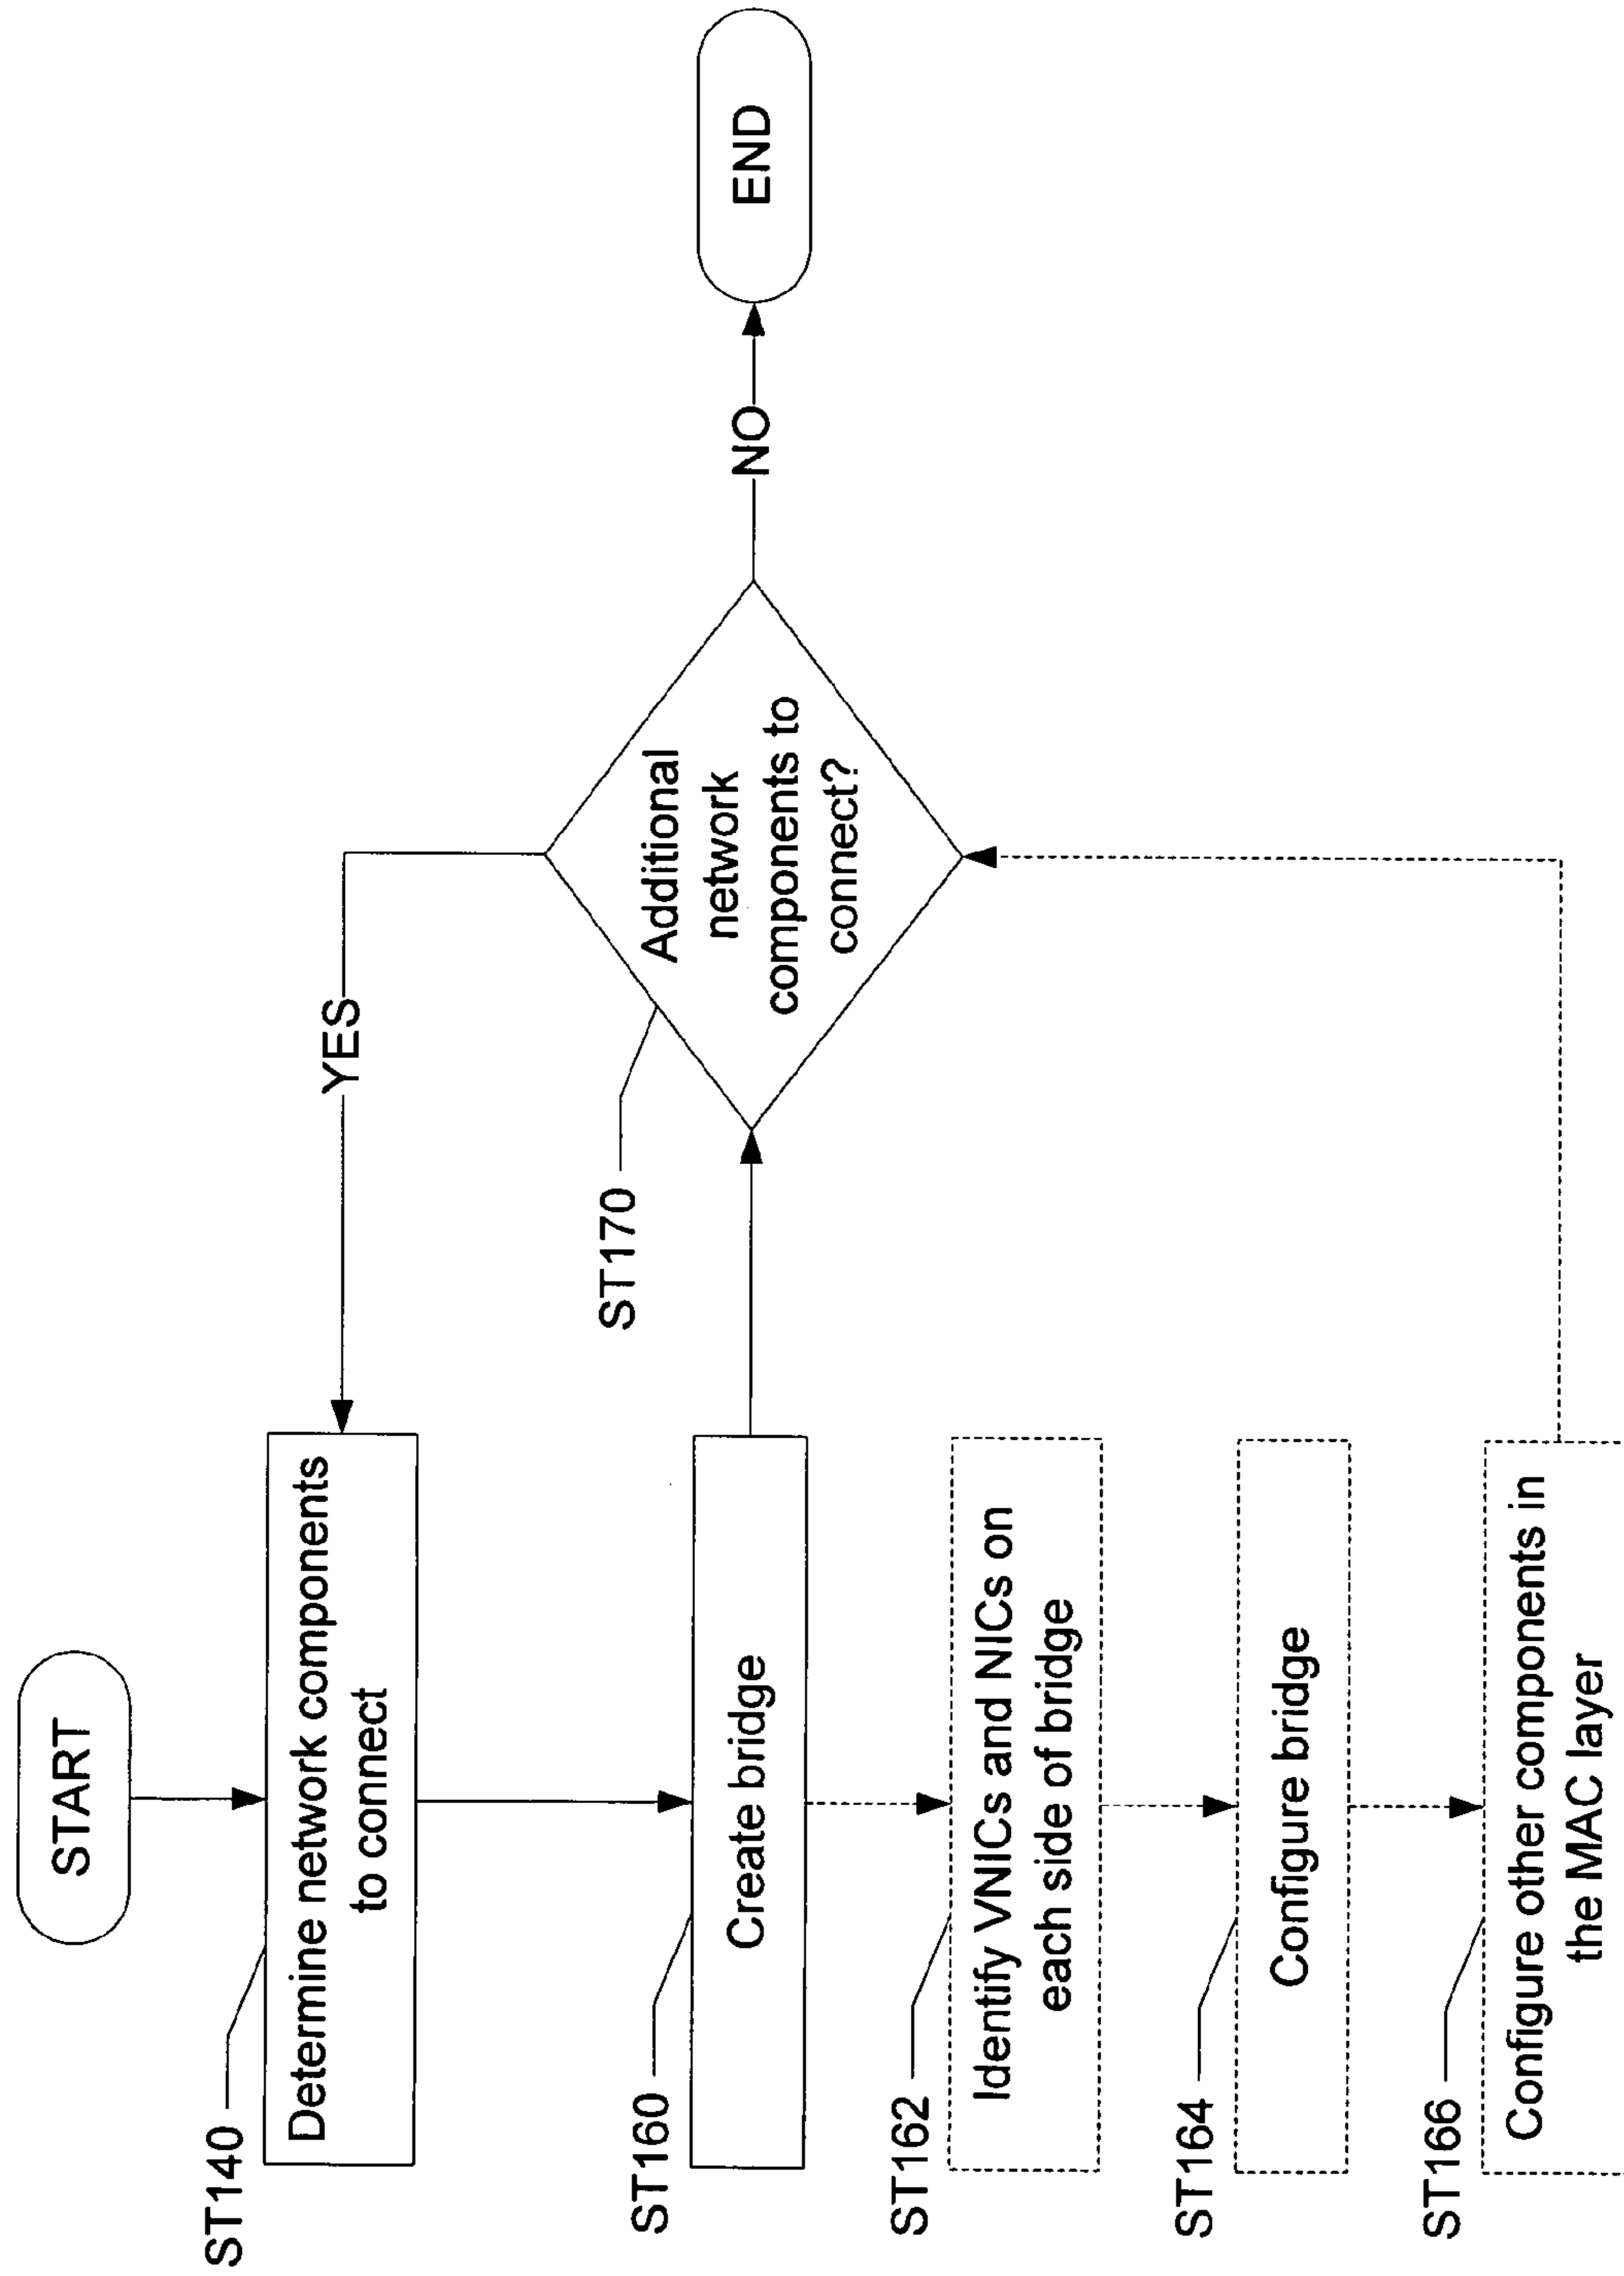 START
ST140
Determine network components
to connect
YES
ST160
Create bridge
ST170
Additional
network
components to
connect?
NO
END
ST162
Identify VNICs and NICs on
each side of bridge
ST164
Configure bridge
ST166
Configure other components in
the MAC layer